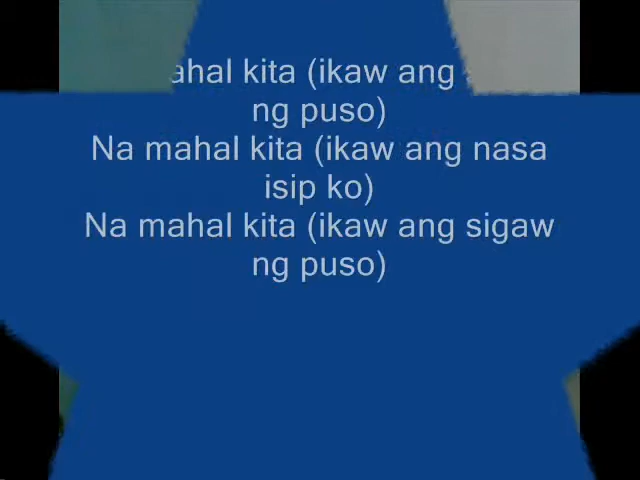 kita (ikaw ang
ng puso)
Na mahal kita (ikaw ang nasa
isip ko)
Na mahal kita (ikaw ang sigaw
ng puso)